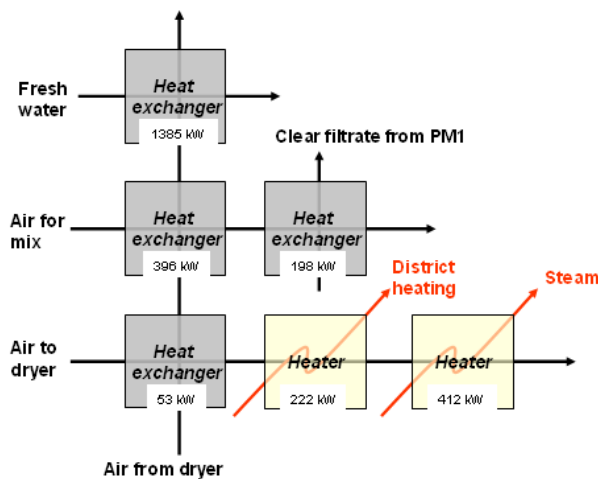 Fresh
water
Heat
exchanger
1385 kW
Clear filtrate from PM1
Air for
mix
Heat
exchanger
396 kW
Heat
exchanger
198 kW
District
heating
Steam
Air to
dryer
Heat
exchanger
53 kW
Heater
222 kW
Heater
412 kW
Air from dryer